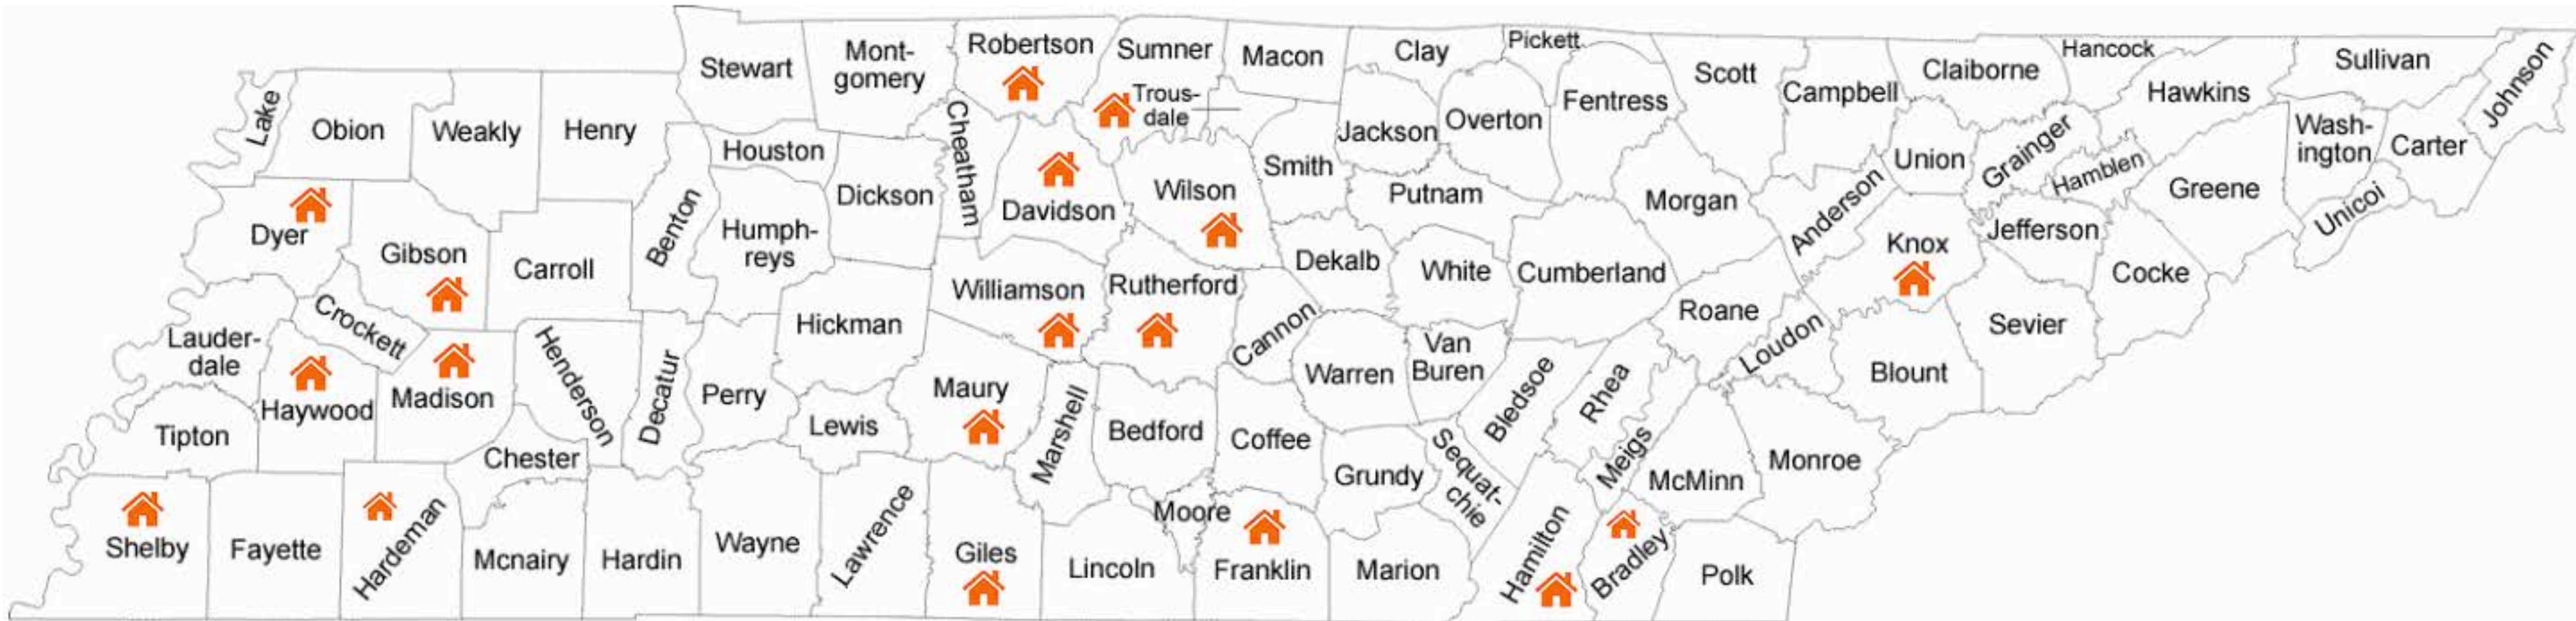 Stewart
Mont-
gomery
Robertson
Sumner
Macon
Clay
Pickett
Scott
Campbell
Claiborne
Hancock
Hawkins
Sullivan
Johnson
Lake
Obion
Weakly
Henry
Houston
Dickson
Cheatham
Davidson
Trous-
dale
Wilson
Smith
Jackson
Overton
Fentress
Putnam
Morgan
Anderson
Union
Grainger
Hamblen
Greene
Wash-
ington
Carter
Unicoi
Dyer
Gibson
Carroll
Benton
Humph-
reys
Williamson
Rutherford
Dekalb
White
Cumberland
Knox
Jefferson
Cocke
Lauder-
dale
Crockett
Haywood
Madison
Henderson
Decatur
Perry
Hickman
Lewis
Maury
Marshall
Bedford
Cannon
Coffee
Warren
Van
Buren
Bledsoe
Rhea
Roane
Loudon
Blount
Sevier
Tipton
Chester
Grundy
Sequat-
chie
Meigs
McMinn
Monroe
Shelby
Fayette
Hardeman
Mcnairy
Hardin
Wayne
Lawrence
Giles
Lincoln
Moore
Franklin
Marion
Hamilton
Bradley
Polk